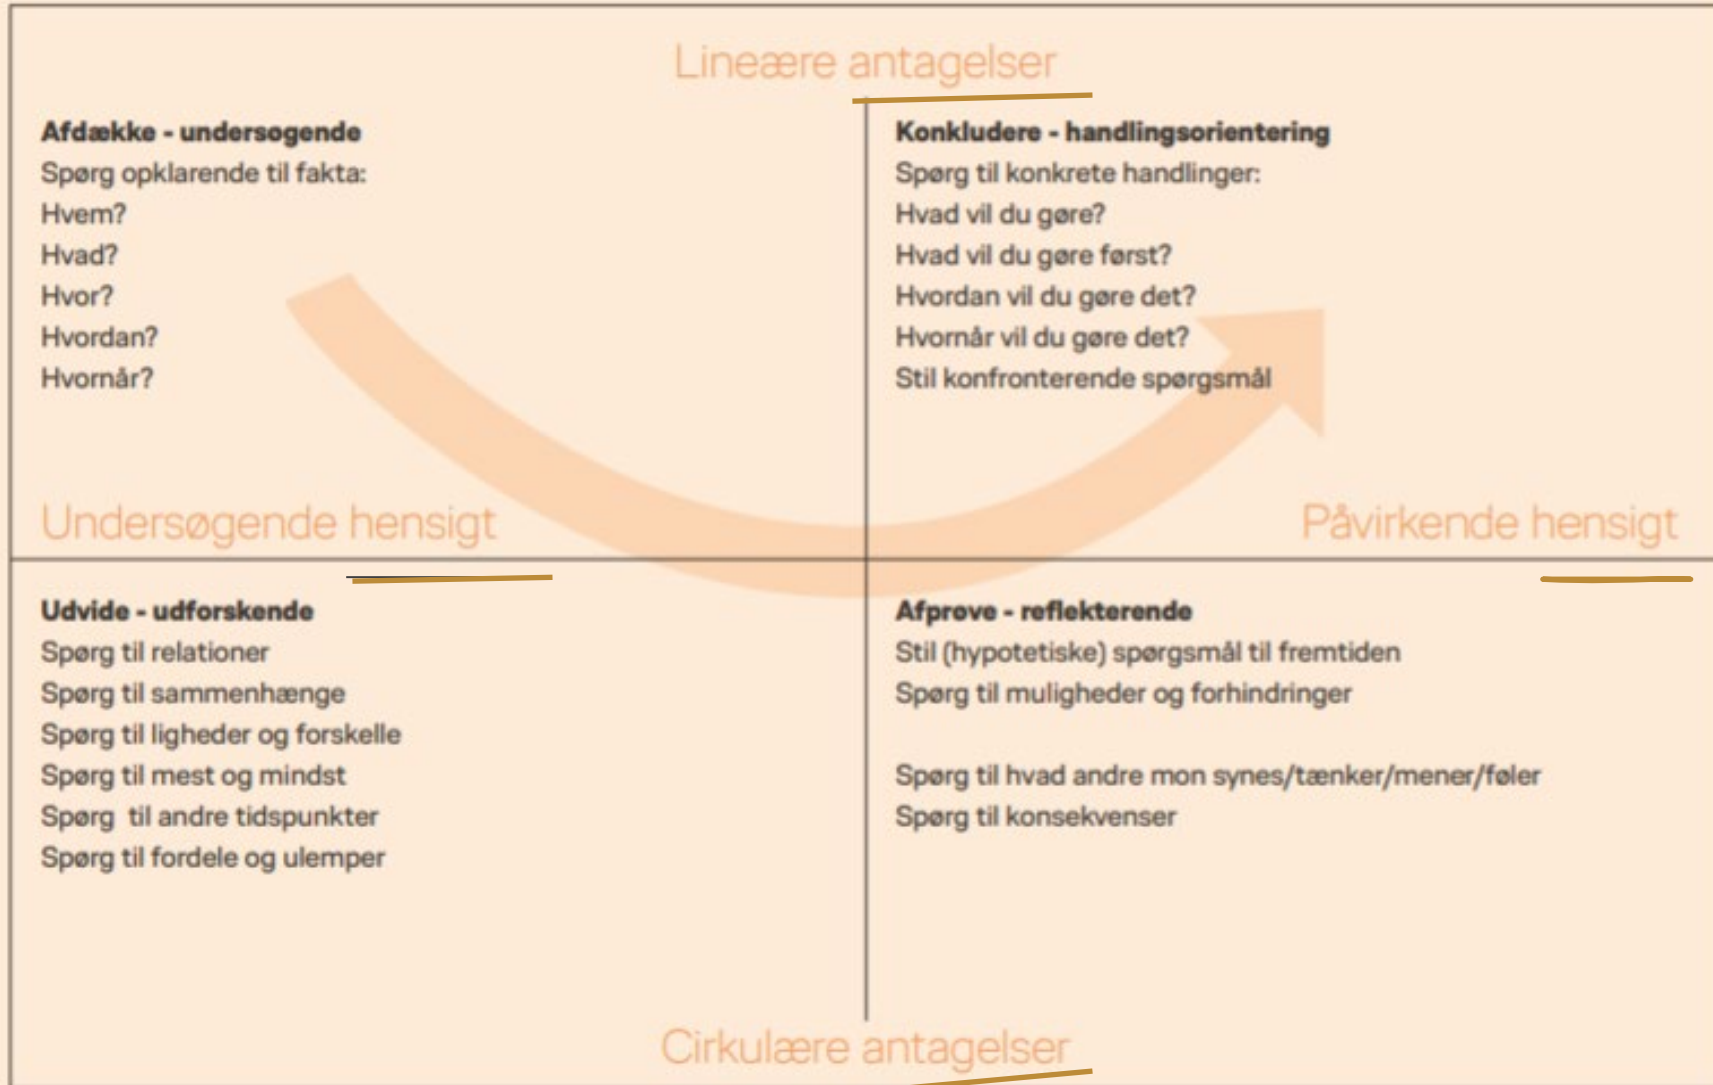 Lineære antagelser
Afdække - undersøgende
Spørg opklarende til fakta:
Hvem?
Hvad?
Hvor?
Hvordan?
Hvornår?
Konkludere - handlingsorientering
Spørg til konkrete handlinger:
Hvad vil du gøre?
Hvad vil du gøre først?
Hvordan vil du gøre det?
Hvornår vil du gøre det?
Stil konfronterende spørgsmål
Undersøgende hensigt
Påvirkende hensigt
Udvide - udforskende
Spørg til relationer
Spørg til sammenhænge
Spørg til ligheder og forskelle
Spørg til mest og mindst
Spørg  til andre tidspunkter
Spørg til fordele og ulemper
Afprøve - reflekterende
Stil (hypotetiske) spørgsmål til fremtiden
Spørg til muligheder og forhindringer
Spørg til hvad andre mon synes/tænker/mener/føler
Spørg til konsekvenser
Cirkulære antagelser